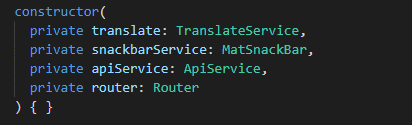 constructor(
  private translate: TranslateService,
  private snackbarService: MatSnackBar,
  private apiService: ApiService,
  private router: Router
) { }